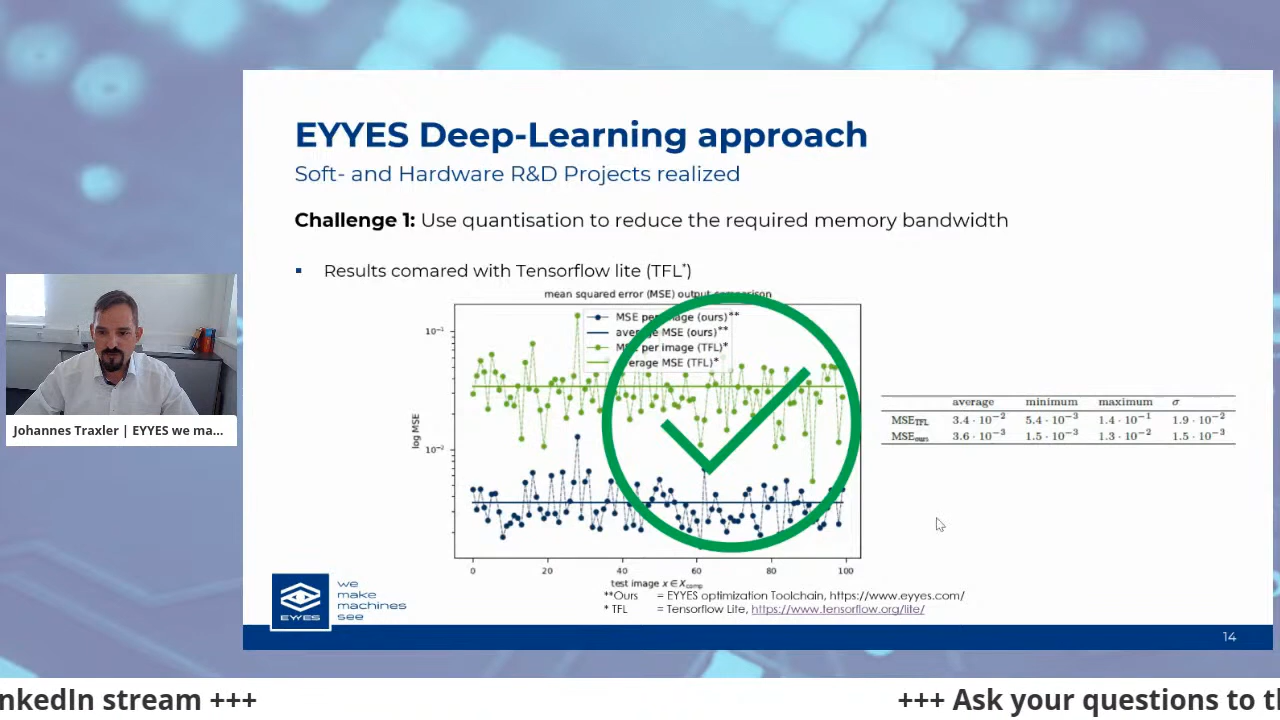 EYYES Deep-Learning approach
Soft- and Hardware R&D Projects realized
Challenge 1: Use quantisation to reduce the required memory bandwidth
▪ Results comared with Tensorflow lite (TFL*)
mean squared error (MSE) output comparison
MSE per image (ours)**
average MSE (ours)**
MSE per image (TFL)*
average MSE (TFL)*
10⁻¹
10⁻²
log MSE
0 20 40 60 80 100
test image x ∈ Xcomp
average minimum maximum σ
MSETFL 3.4 · 10⁻² 5.4 · 10⁻³ 1.4 · 10⁻¹ 1.9 · 10⁻²
MSEours 3.6 · 10⁻³ 1.5 · 10⁻³ 1.3 · 10⁻² 1.5 · 10⁻³
**Ours = EYYES optimization Toolchain, https://www.eyyes.com/
* TFL = Tensorflow Lite, https://www.tensorflow.org/lite/
EYYES
we
make
machines
see
14
Johannes Traxler | EYYES we ma...
nkedIn stream +++ +++ Ask your questions to tl